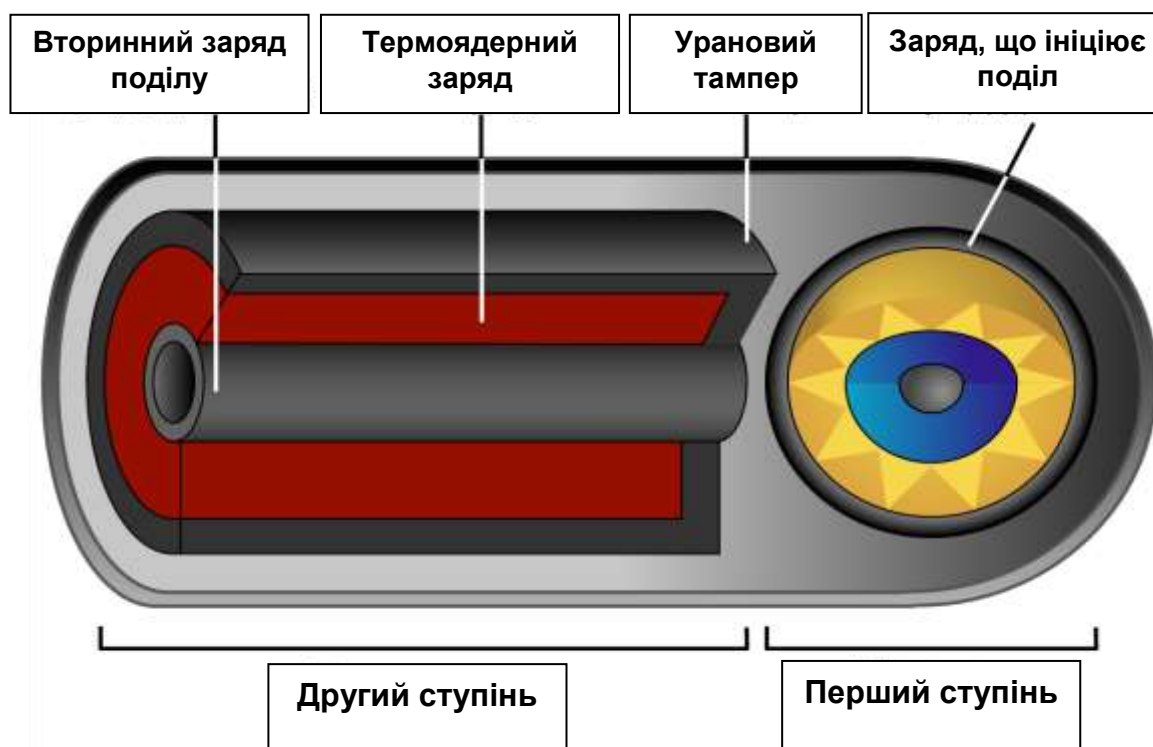 Вторинний заряд
поділу
Термоядерний
заряд
Урановий
тампер
Заряд, що ініціює
поділ
Другий ступінь
Перший ступінь